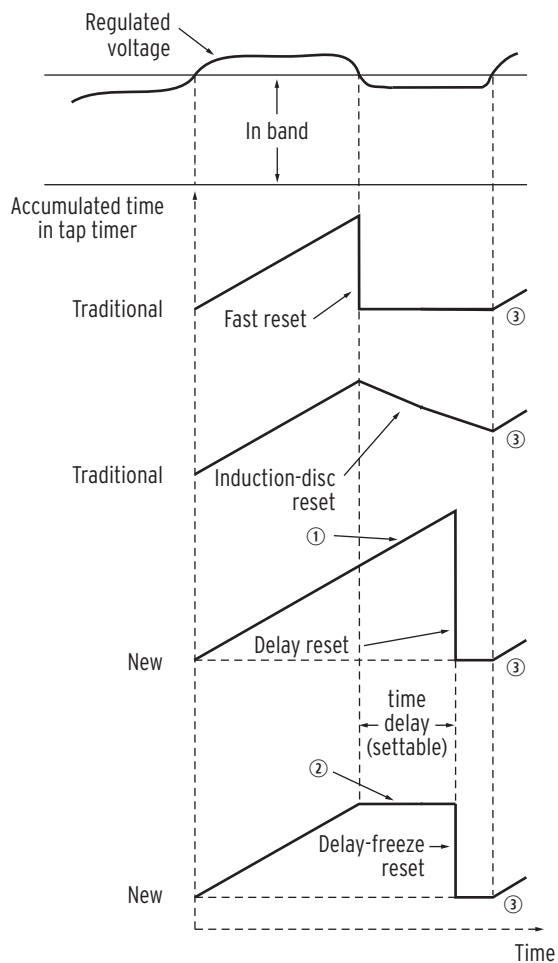 Regulated
voltage
In band
Accumulated time
in tap timer
Traditional
Fast reset
③
Traditional
Induction-disc
reset
③
①
New
Delay reset
③
time
delay
(settable)
②
Delay-freeze
reset
New
③
Time